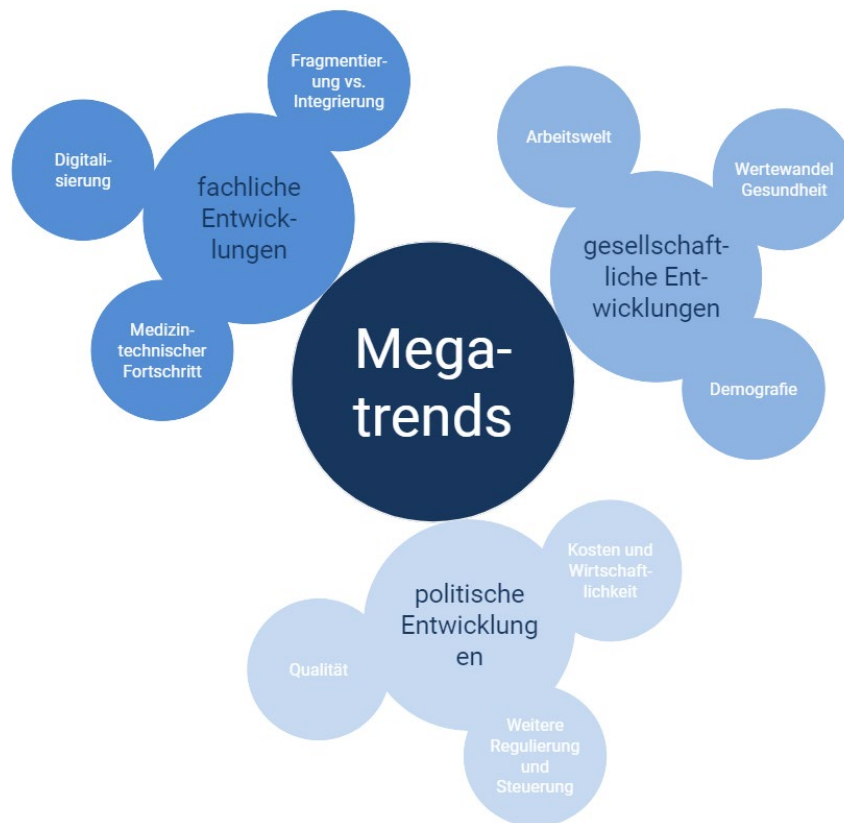 Fragmentier-
ung vs.
Integrierung
Digitali-
sierung
fachliche
Entwick-
lungen
Medizin-
technischer
Fortschritt
Arbeitswelt
Wertewandel
Gesundheit
gesellschaft-
liche Ent-
wicklungen
Demografie
Mega-
trends
Kosten und
Wirtschaft-
lichkeit
politische
Entwicklung
en
Qualität
Weitere
Regulierung
und
Steuerung